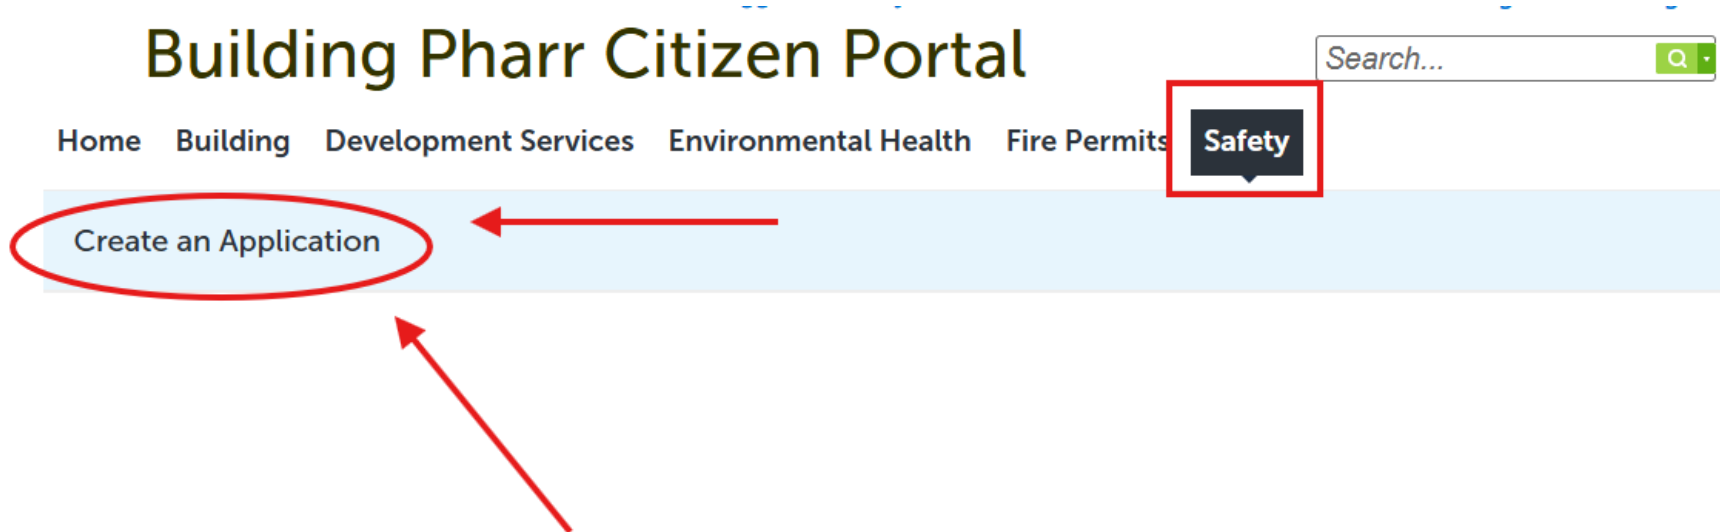 Building Pharr Citizen Portal
Search...
Home Building Development Services Environmental Health Fire Permits Safety
Create an Application